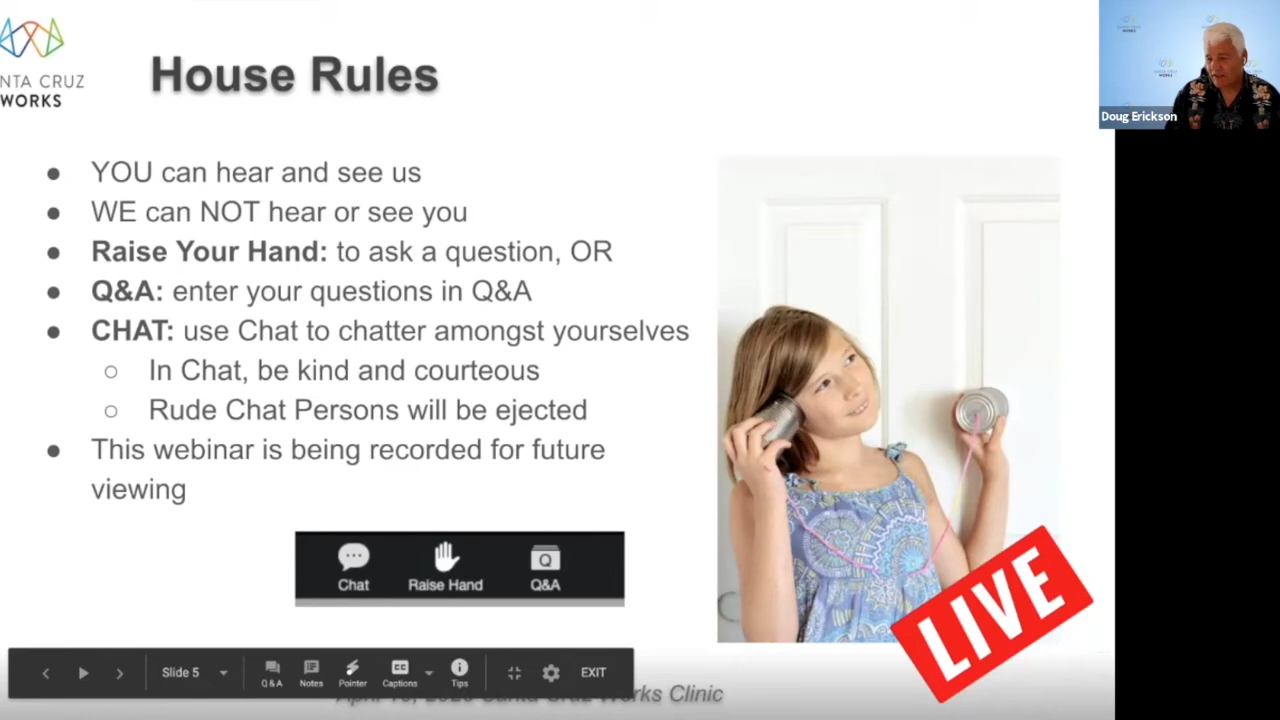 NTA CRUZ
WORKS
House Rules
Doug Erickson
● YOU can hear and see us
● WE can NOT hear or see you
● Raise Your Hand: to ask a question, OR
● Q&A: enter your questions in Q&A
● CHAT: use Chat to chatter amongst yourselves
○ In Chat, be kind and courteous
○ Rude Chat Persons will be ejected
● This webinar is being recorded for future
viewing
Chat Raise Hand Q&A
LIVE
Slide 5 Q&A Notes Pointer Captions Tips EXIT
Works Clinic